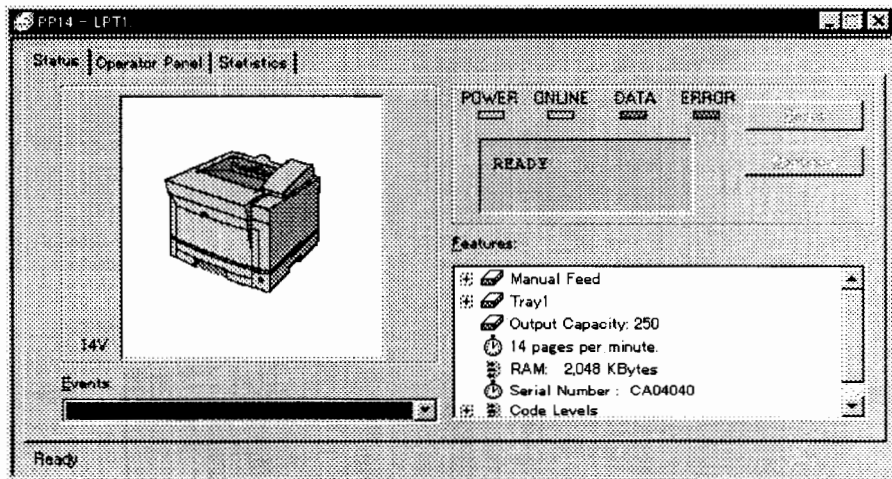 PP14 - LPT1.
Status
Operator Panel
Statistics
14V
Events
POWER ONLINE DATA ERROR
READY
Features:
Manual Feed
Tray1
Output Capacity: 250
14 pages per minute.
RAM: 2,048 KBytes
Serial Number : CA04040
Code Levels
Ready